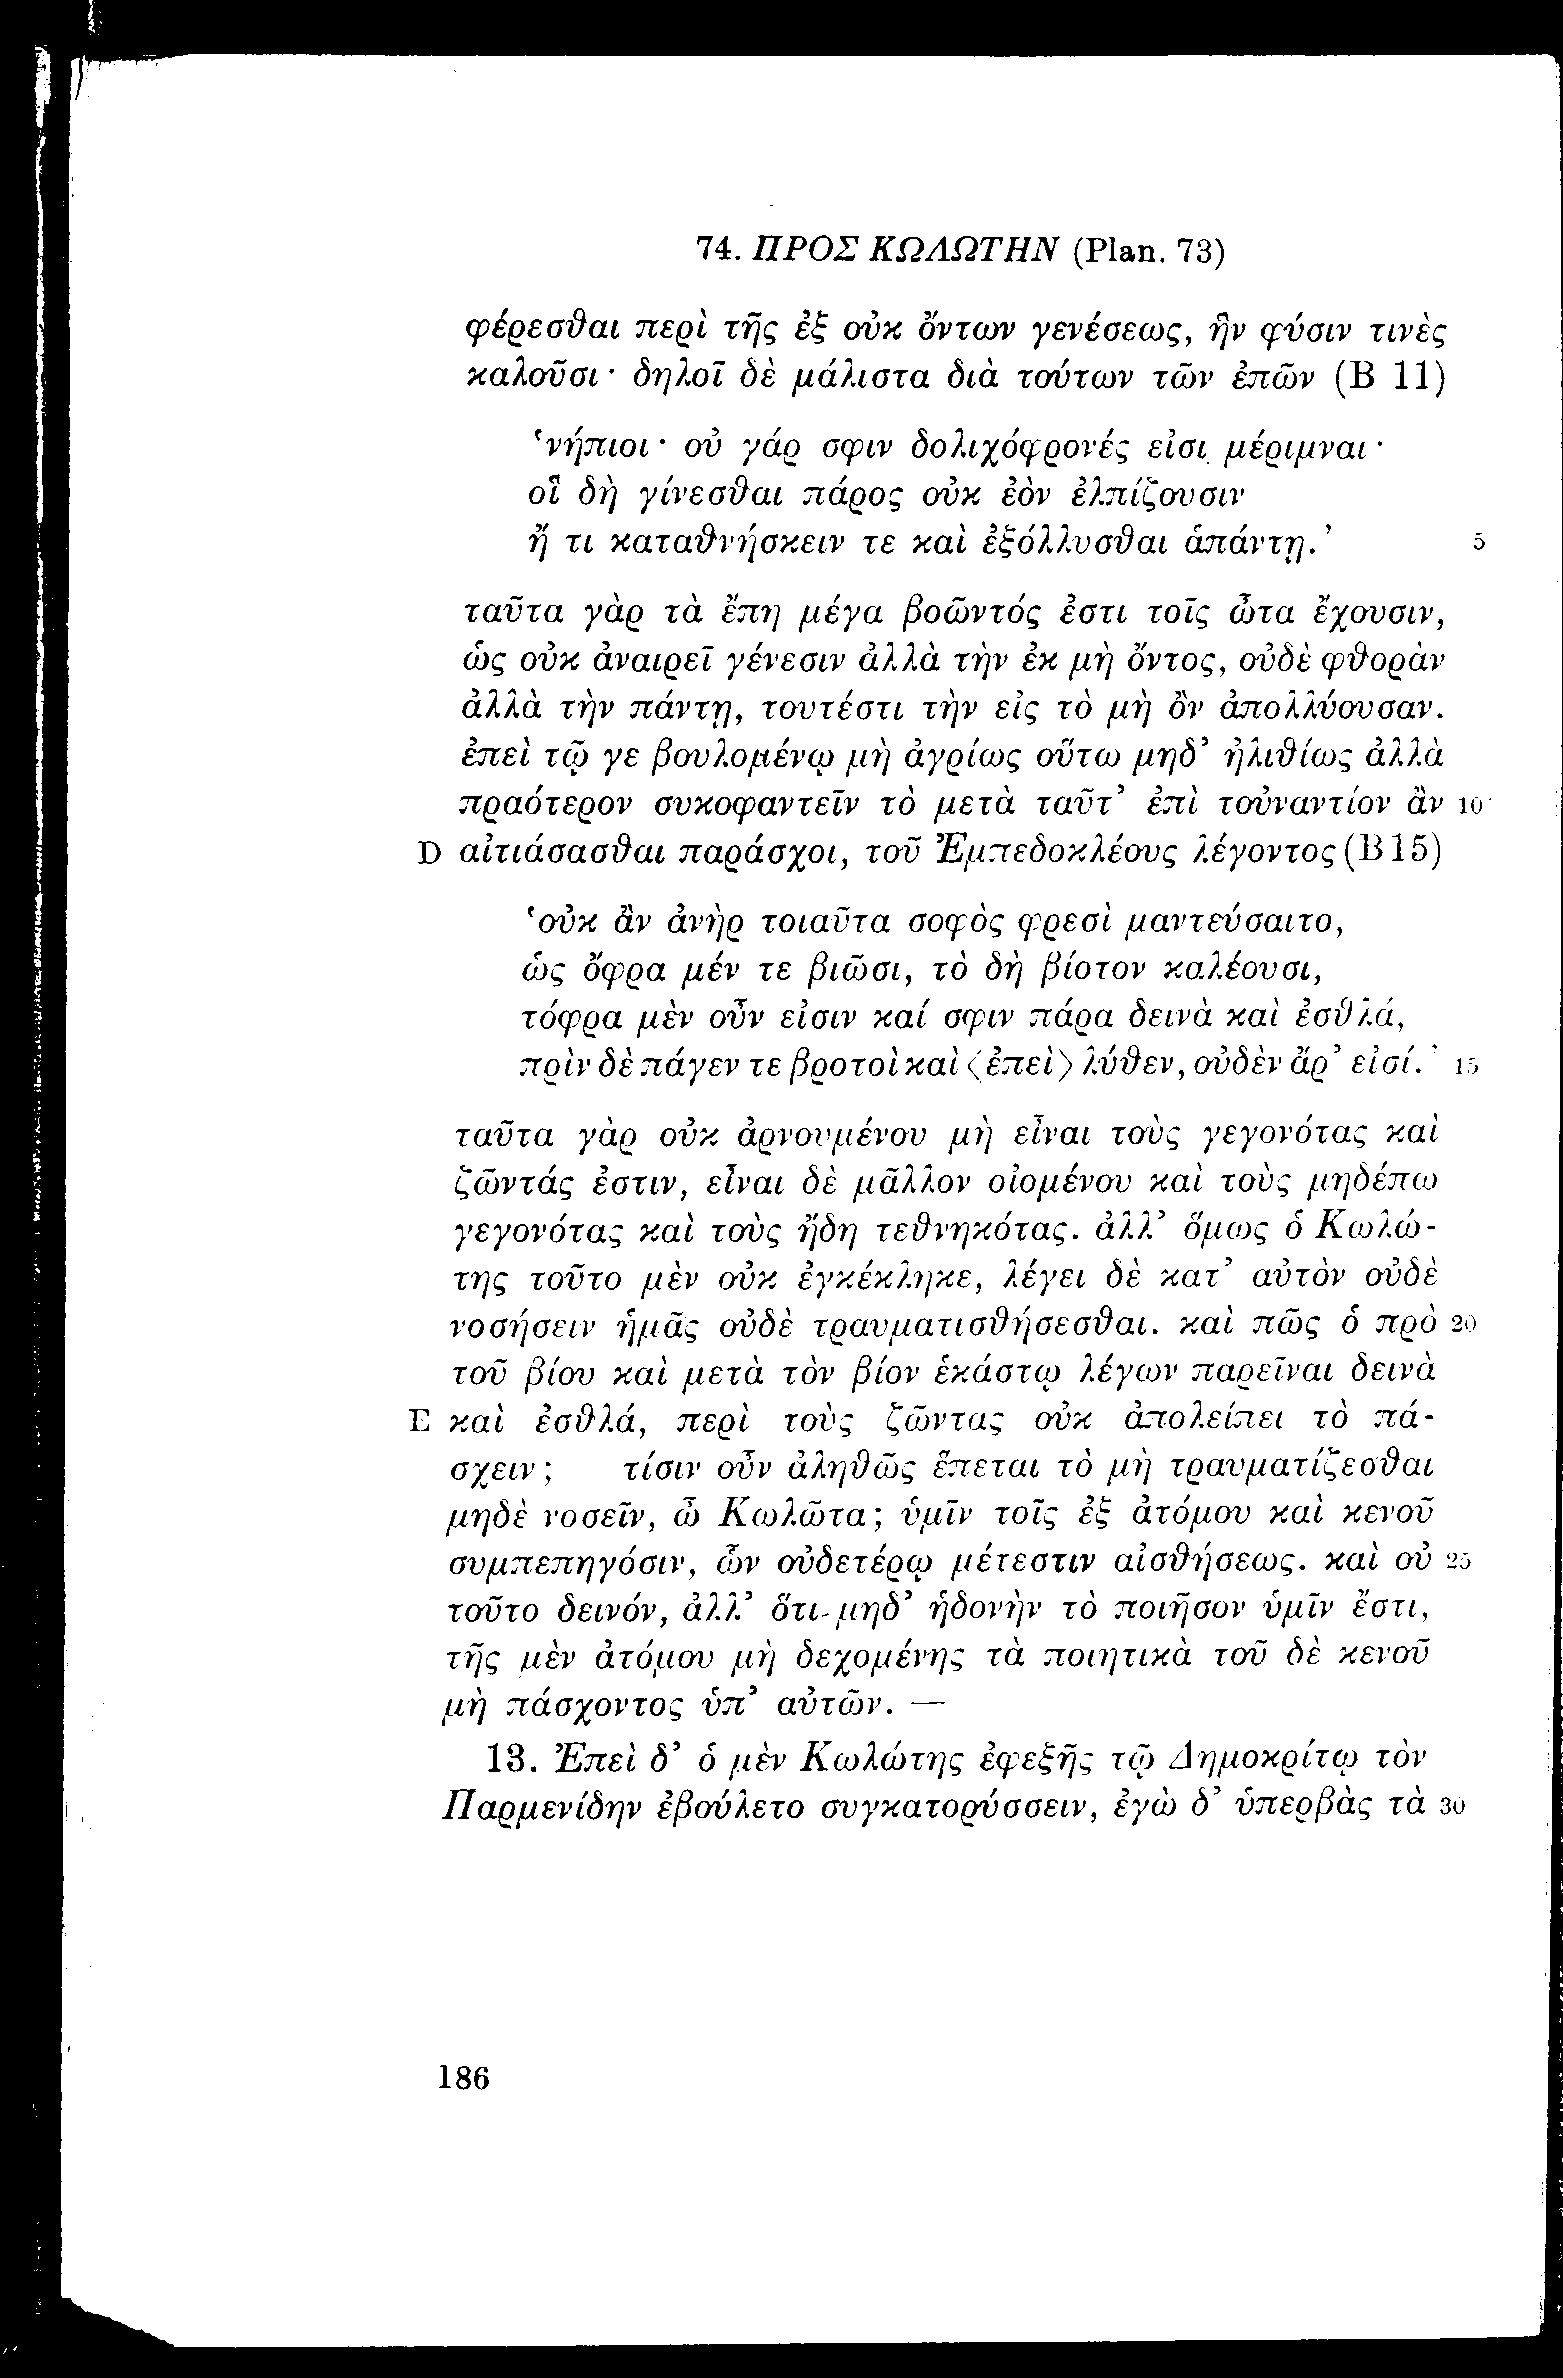 74. ΠΡΟΣ ΚΩΛΩΤΗΝ (Plan. 73)
φέρεσθαι περὶ τῆς ἐξ οὐκ ὄντων γενέσεως, ἣν φύσιν τινὲς
καλοῦσι· δηλοῖ δὲ μάλιστα διὰ τούτων τῶν ἐπῶν (B 11)
‘νήπιοι· οὐ γάρ σφιν δολιχόφρονές εἰσι μέριμναι·
οἳ δὴ γίνεσθαι πάρος οὐκ ἐὸν ἐλπίζουσιν
ἤ τι καταθνήσκειν τε καὶ ἐξόλλυσθαι ἁπάντῃ.’ 5
ταῦτα γὰρ τὰ ἔπη μέγα βοῶντός ἐστι τοῖς ὦτα ἔχουσιν,
ὡς οὐκ ἀναιρεῖ γένεσιν ἀλλὰ τὴν ἐκ μὴ ὄντος, οὐδὲ φθορὰν
ἀλλὰ τὴν πάντῃ, τουτέστι τὴν εἰς τὸ μὴ ὂν ἀπολλύουσαν.
ἐπεὶ τῷ γε βουλομένῳ μὴ ἀγρίως οὕτω μηδ’ ἠλιθίως ἀλλὰ
πραότερον συκοφαντεῖν τὸ μετὰ ταῦτ’ ἐπὶ τοὐναντίον ἂν 10
D αἰτιάσασθαι παράσχοι, τοῦ Ἐμπεδοκλέους λέγοντος (B 15)
‘οὐκ ἂν ἀνὴρ τοιαῦτα σοφὸς φρεσὶ μαντεύσαιτο,
ὡς ὄφρα μέν τε βιῶσι, τὸ δὴ βίοτον καλέουσι,
τόφρα μὲν οὖν εἰσιν καί σφιν πάρα δεινὰ καὶ ἐσθλά,
πρὶν δὲ πάγεν τε βροτοὶ καὶ ⟨ἐπεὶ⟩ λύθεν, οὐδὲν ἄρ’ εἰσί.’ 15
ταῦτα γὰρ οὐκ ἀρνουμένου μὴ εἶναι τοὺς γεγονότας καὶ
ζῶντάς ἐστιν, εἶναι δὲ μᾶλλον οἰομένου καὶ τοὺς μηδέπω
γεγονότας καὶ τοὺς ἤδη τεθνηκότας. ἀλλ’ ὅμως ὁ Κωλώ-
της τοῦτο μὲν οὐκ ἐγκέκληκε, λέγει δὲ κατ’ αὐτὸν οὐδὲ
νοσήσειν ἡμᾶς οὐδὲ τραυματισθήσεσθαι. καὶ πῶς ὁ πρὸ 20
τοῦ βίου καὶ μετὰ τὸν βίον ἑκάστῳ λέγων παρεῖναι δεινὰ
E καὶ ἐσθλά, περὶ τοὺς ζῶντας οὐκ ἀπολείπει τὸ πά-
σχειν; τίσιν οὖν ἀληθῶς ἕπεται τὸ μὴ τραυματίζεσθαι
μηδὲ νοσεῖν, ὦ Κωλῶτα; ὑμῖν τοῖς ἐξ ἀτόμου καὶ κενοῦ
συμπεπηγόσιν, ὧν οὐδετέρῳ μέτεστιν αἰσθήσεως. καὶ οὐ 25
τοῦτο δεινόν, ἀλλ’ ὅτι μηδ’ ἡδονὴν τὸ ποιῆσον ὑμῖν ἔστι,
τῆς μὲν ἀτόμου μὴ δεχομένης τὰ ποιητικὰ τοῦ δὲ κενοῦ
μὴ πάσχοντος ὑπ’ αὐτῶν. —
13. Ἐπεὶ δ’ ὁ μὲν Κωλώτης ἐφεξῆς τῷ Δημοκρίτῳ τὸν
Παρμενίδην ἐβούλετο συγκατορύσσειν, ἐγὼ δ’ ὑπερβὰς τὰ 30
186